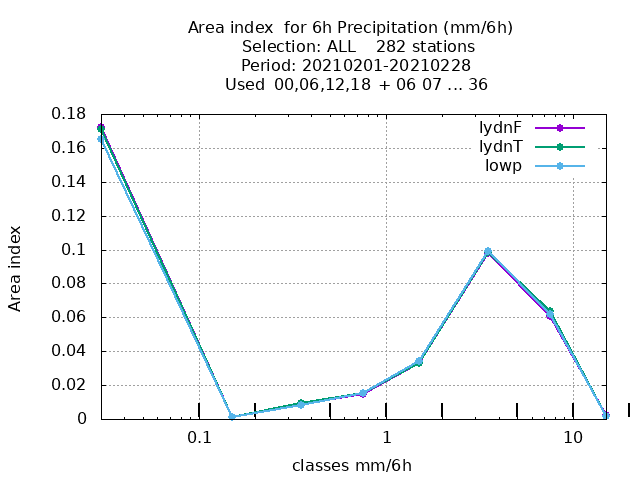 Area index  for 6h Precipitation (mm/6h)
Selection: ALL    282 stations
Period: 20210201-20210228
Used  00,06,12,18  + 06 07 ... 36
0.18
0.16
0.14
0.12
0.1
0.08
0.06
0.04
0.02
0
Area index
lydnF
lydnT
lowp
0.1 1 10
classes mm/6h